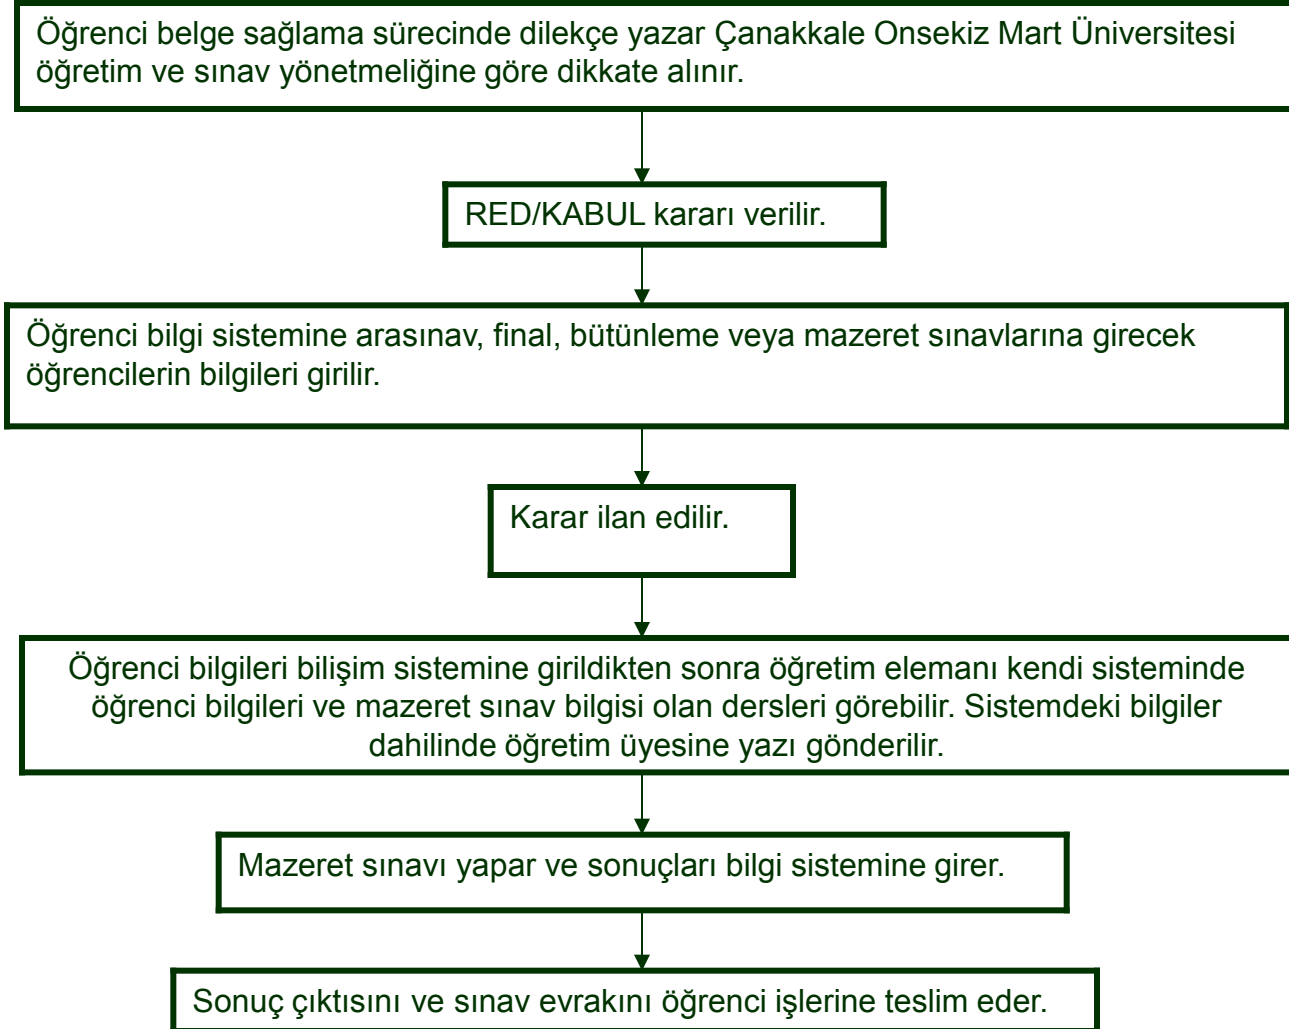 Öğrenci belge sağlama sürecinde dilekçe yazar Çanakkale Onsekiz Mart Üniversitesi
öğretim ve sınav yönetmeliğine göre dikkate alınır.
RED/KABUL kararı verilir.
Öğrenci bilgi sistemine arasınav, final, bütünleme veya mazeret sınavlarına girecek
öğrencilerin bilgileri girilir.
Karar ilan edilir.
Öğrenci bilgileri bilişim sistemine girildikten sonra öğretim elemanı kendi sisteminde
öğrenci bilgileri ve mazeret sınav bilgisi olan dersleri görebilir. Sistemdeki bilgiler
dahilinde öğretim üyesine yazı gönderilir.
Mazeret sınavı yapar ve sonuçları bilgi sistemine girer.
Sonuç çıktısını ve sınav evrakını öğrenci işlerine teslim eder.